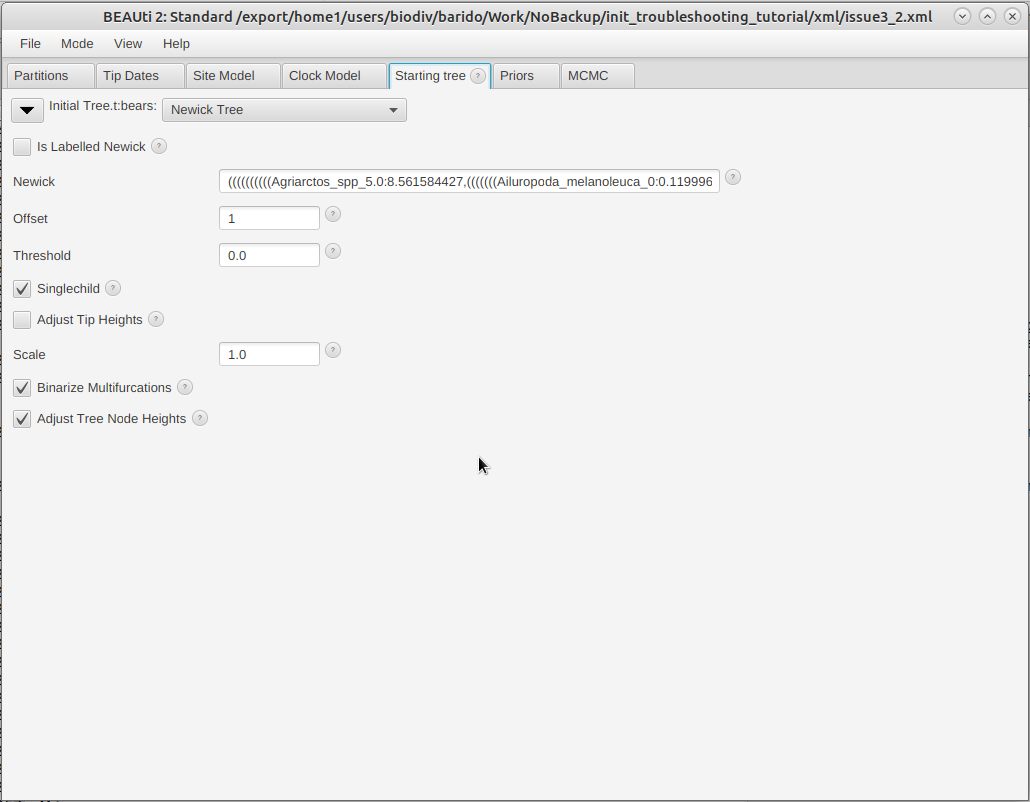 BEAUti 2: Standard /export/home1/users/biodiv/barido/Work/NoBackup/init_troubleshooting_tutorial/xml/issue3_2.xml
File Mode View Help
Partitions Tip Dates Site Model Clock Model Starting tree ? Priors MCMC
Initial Tree.t:bears: Newick Tree
Is Labelled Newick ?
Newick ((((((((((Agriarctos_spp_5.0:8.561584427,(((((((Ailuropoda_melanoleuca_0:0.119996 ?
Offset 1 ?
Threshold 0.0 ?
Singlechild ?
Adjust Tip Heights ?
Scale 1.0 ?
Binarize Multifurcations ?
Adjust Tree Node Heights ?